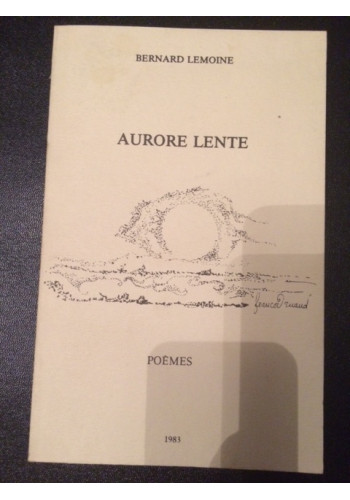 BERNARD LEMOINE
AURORE LENTE
POÈMES
1983